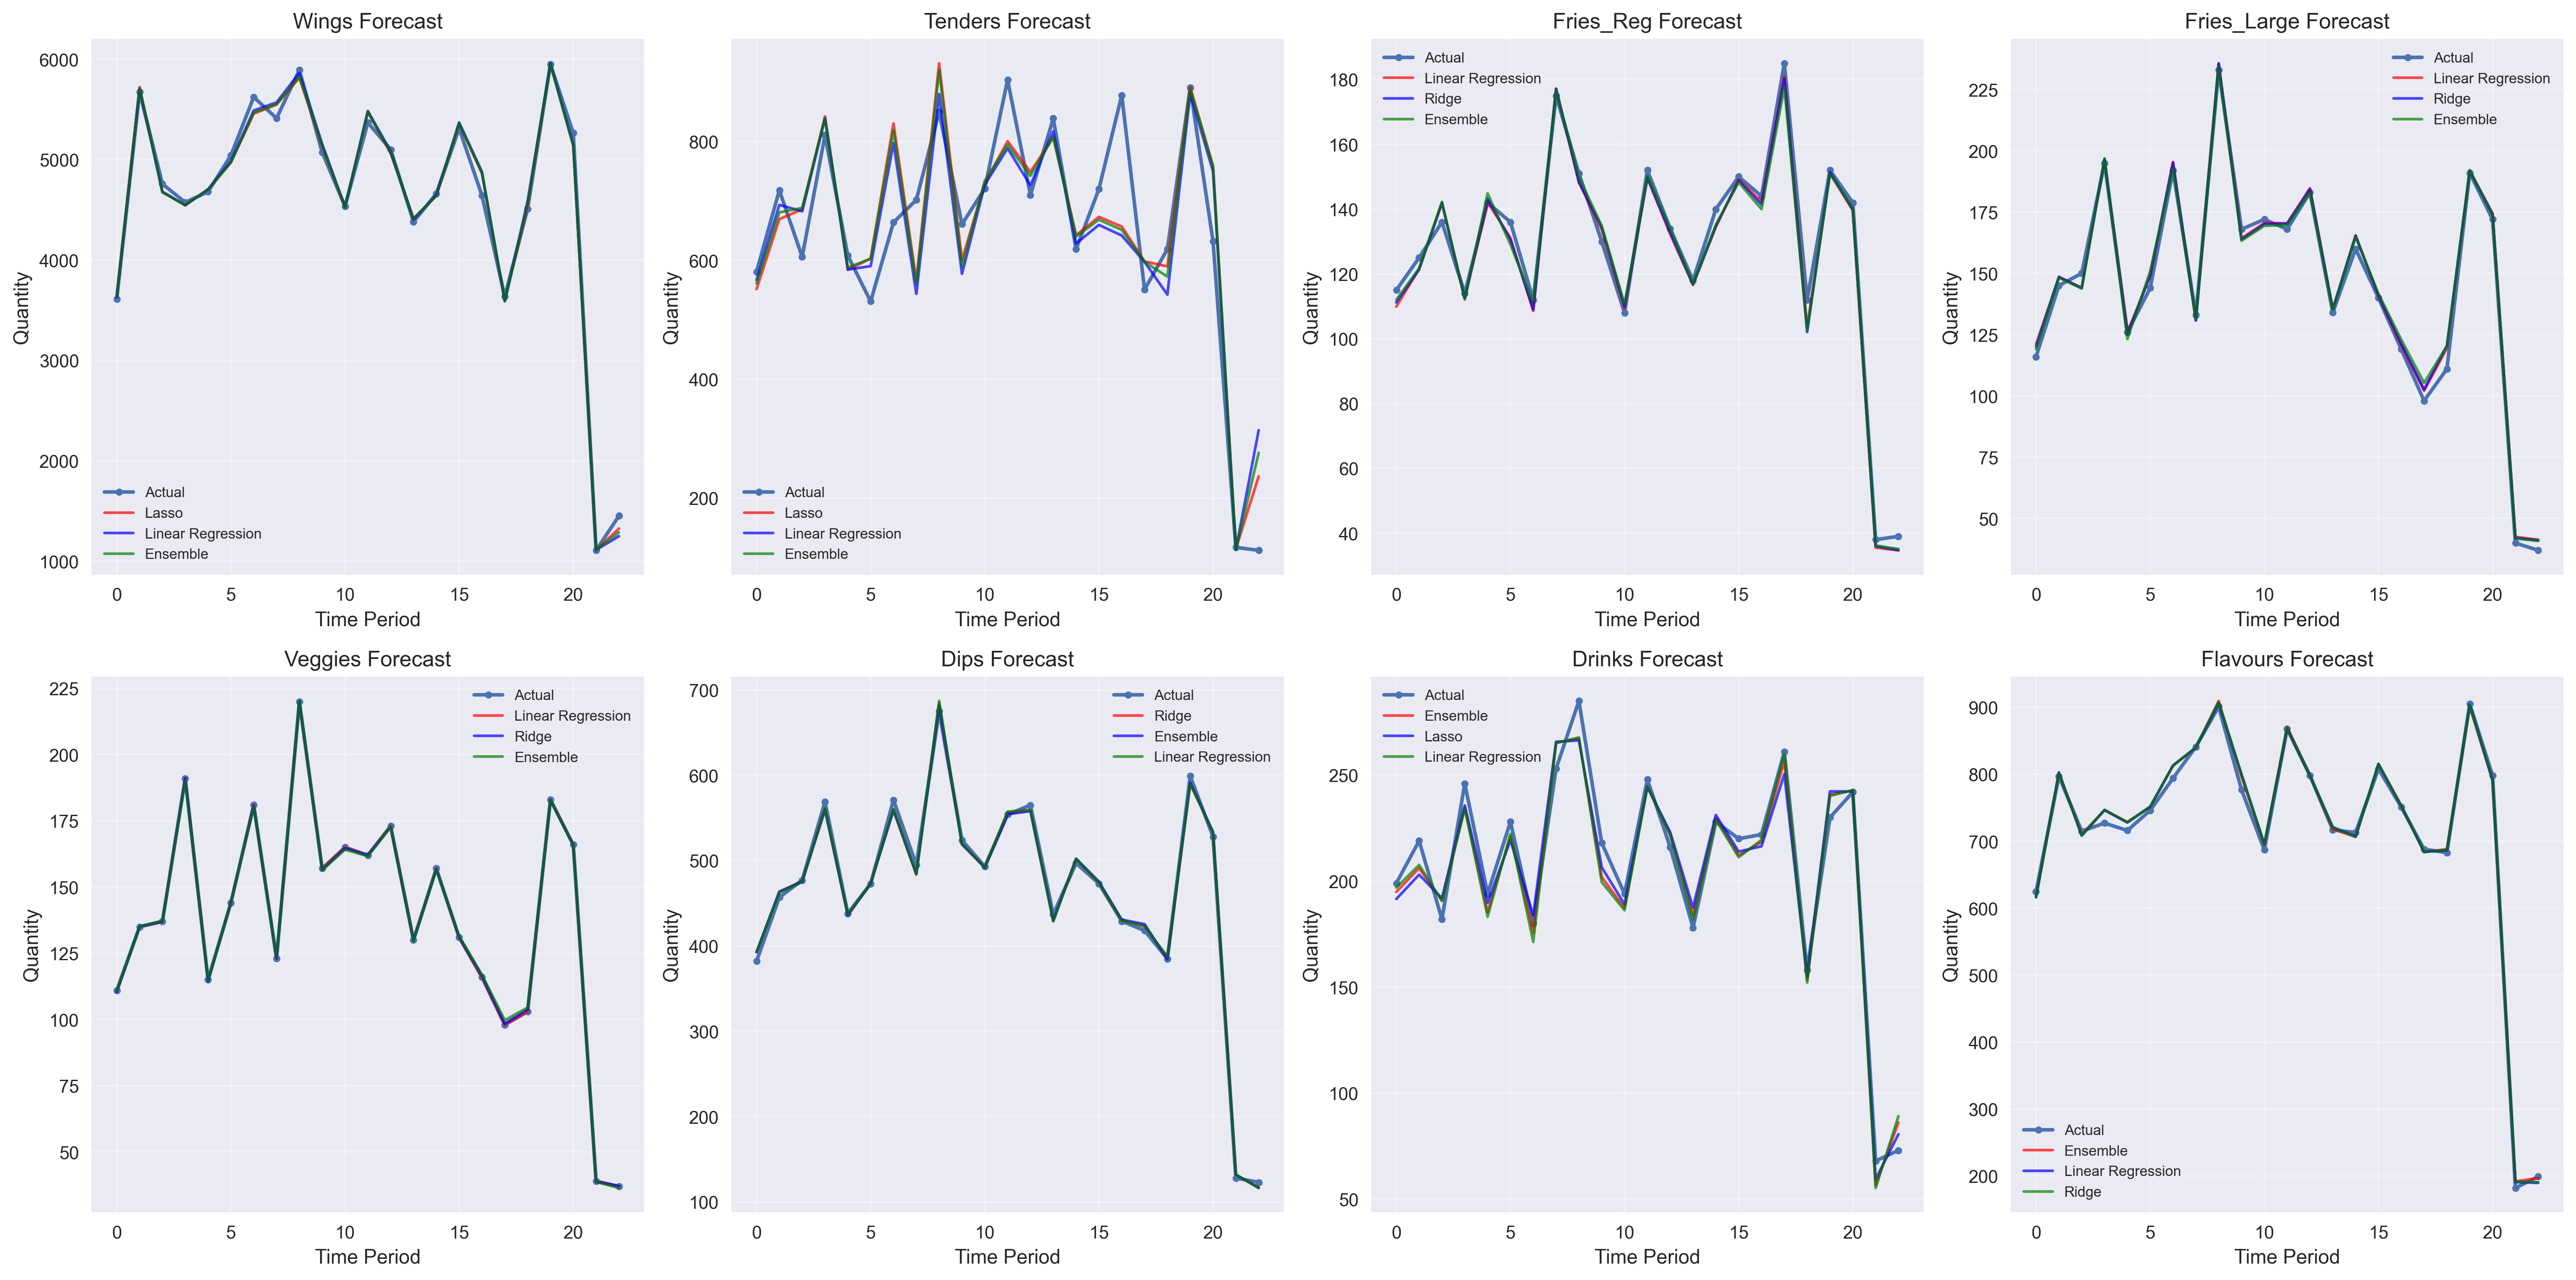 Wings Forecast
Quantity
6000
5000
4000
3000
2000
1000
Actual
Lasso
Linear Regression
Ensemble
0 5 10 15 20
Time Period
Tenders Forecast
Quantity
800
600
400
200
Actual
Lasso
Linear Regression
Ensemble
0 5 10 15 20
Time Period
Fries_Reg Forecast
Quantity
180
160
140
120
100
80
60
40
Actual
Linear Regression
Ridge
Ensemble
0 5 10 15 20
Time Period
Fries_Large Forecast
Quantity
225
200
175
150
125
100
75
50
Actual
Linear Regression
Ridge
Ensemble
0 5 10 15 20
Time Period
Veggies Forecast
Quantity
225
200
175
150
125
100
75
50
Actual
Linear Regression
Ridge
Ensemble
0 5 10 15 20
Time Period
Dips Forecast
Quantity
700
600
500
400
300
200
100
Actual
Ridge
Ensemble
Linear Regression
0 5 10 15 20
Time Period
Drinks Forecast
Quantity
250
200
150
100
50
Actual
Ensemble
Lasso
Linear Regression
0 5 10 15 20
Time Period
Flavours Forecast
Quantity
900
800
700
600
500
400
300
200
Actual
Ensemble
Linear Regression
Ridge
0 5 10 15 20
Time Period